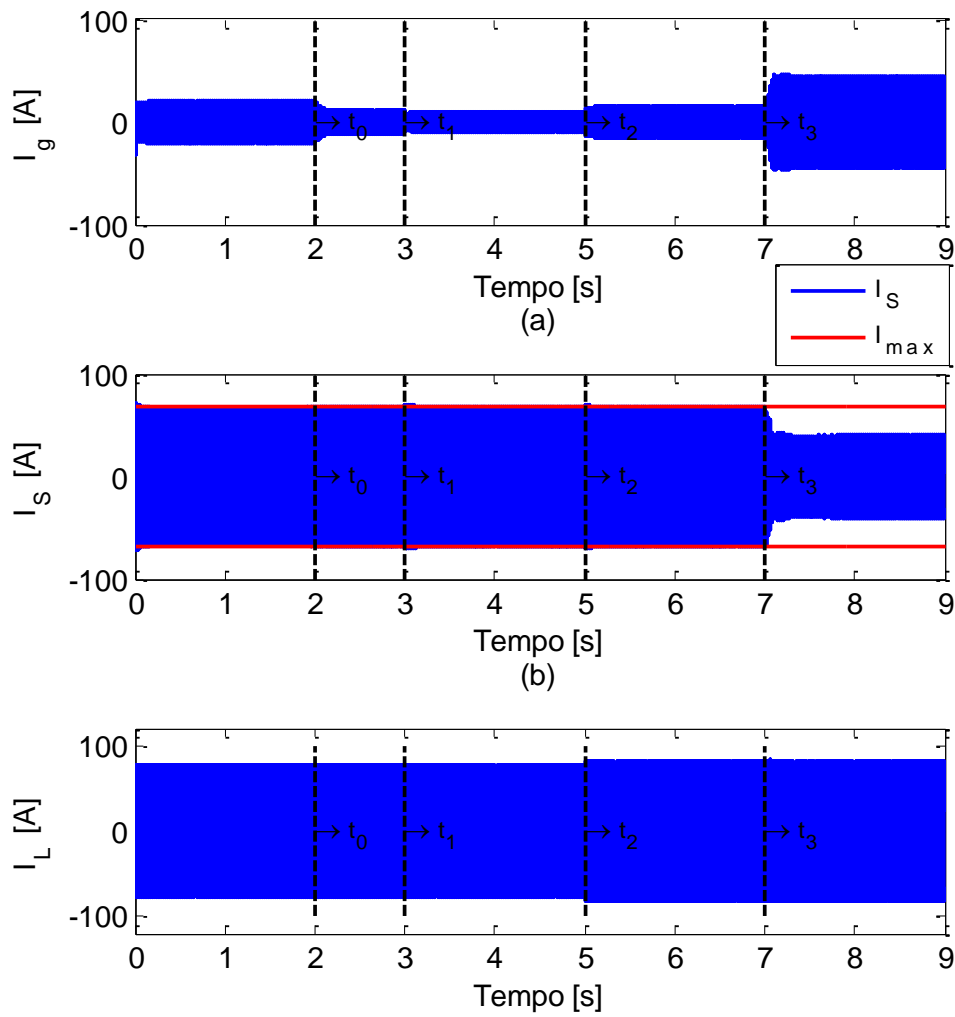 100
I_g [A]
0
→ t_0
→ t_1
→ t_2
→ t_3
-100
0 1 2 3 4 5 6 7 8 9
Tempo [s]
(a)
I_S
I_max
100
I_S [A]
0
→ t_0
→ t_1
→ t_2
→ t_3
-100
0 1 2 3 4 5 6 7 8 9
Tempo [s]
(b)
100
I_L [A]
0
→ t_0
→ t_1
→ t_2
→ t_3
-100
0 1 2 3 4 5 6 7 8 9
Tempo [s]